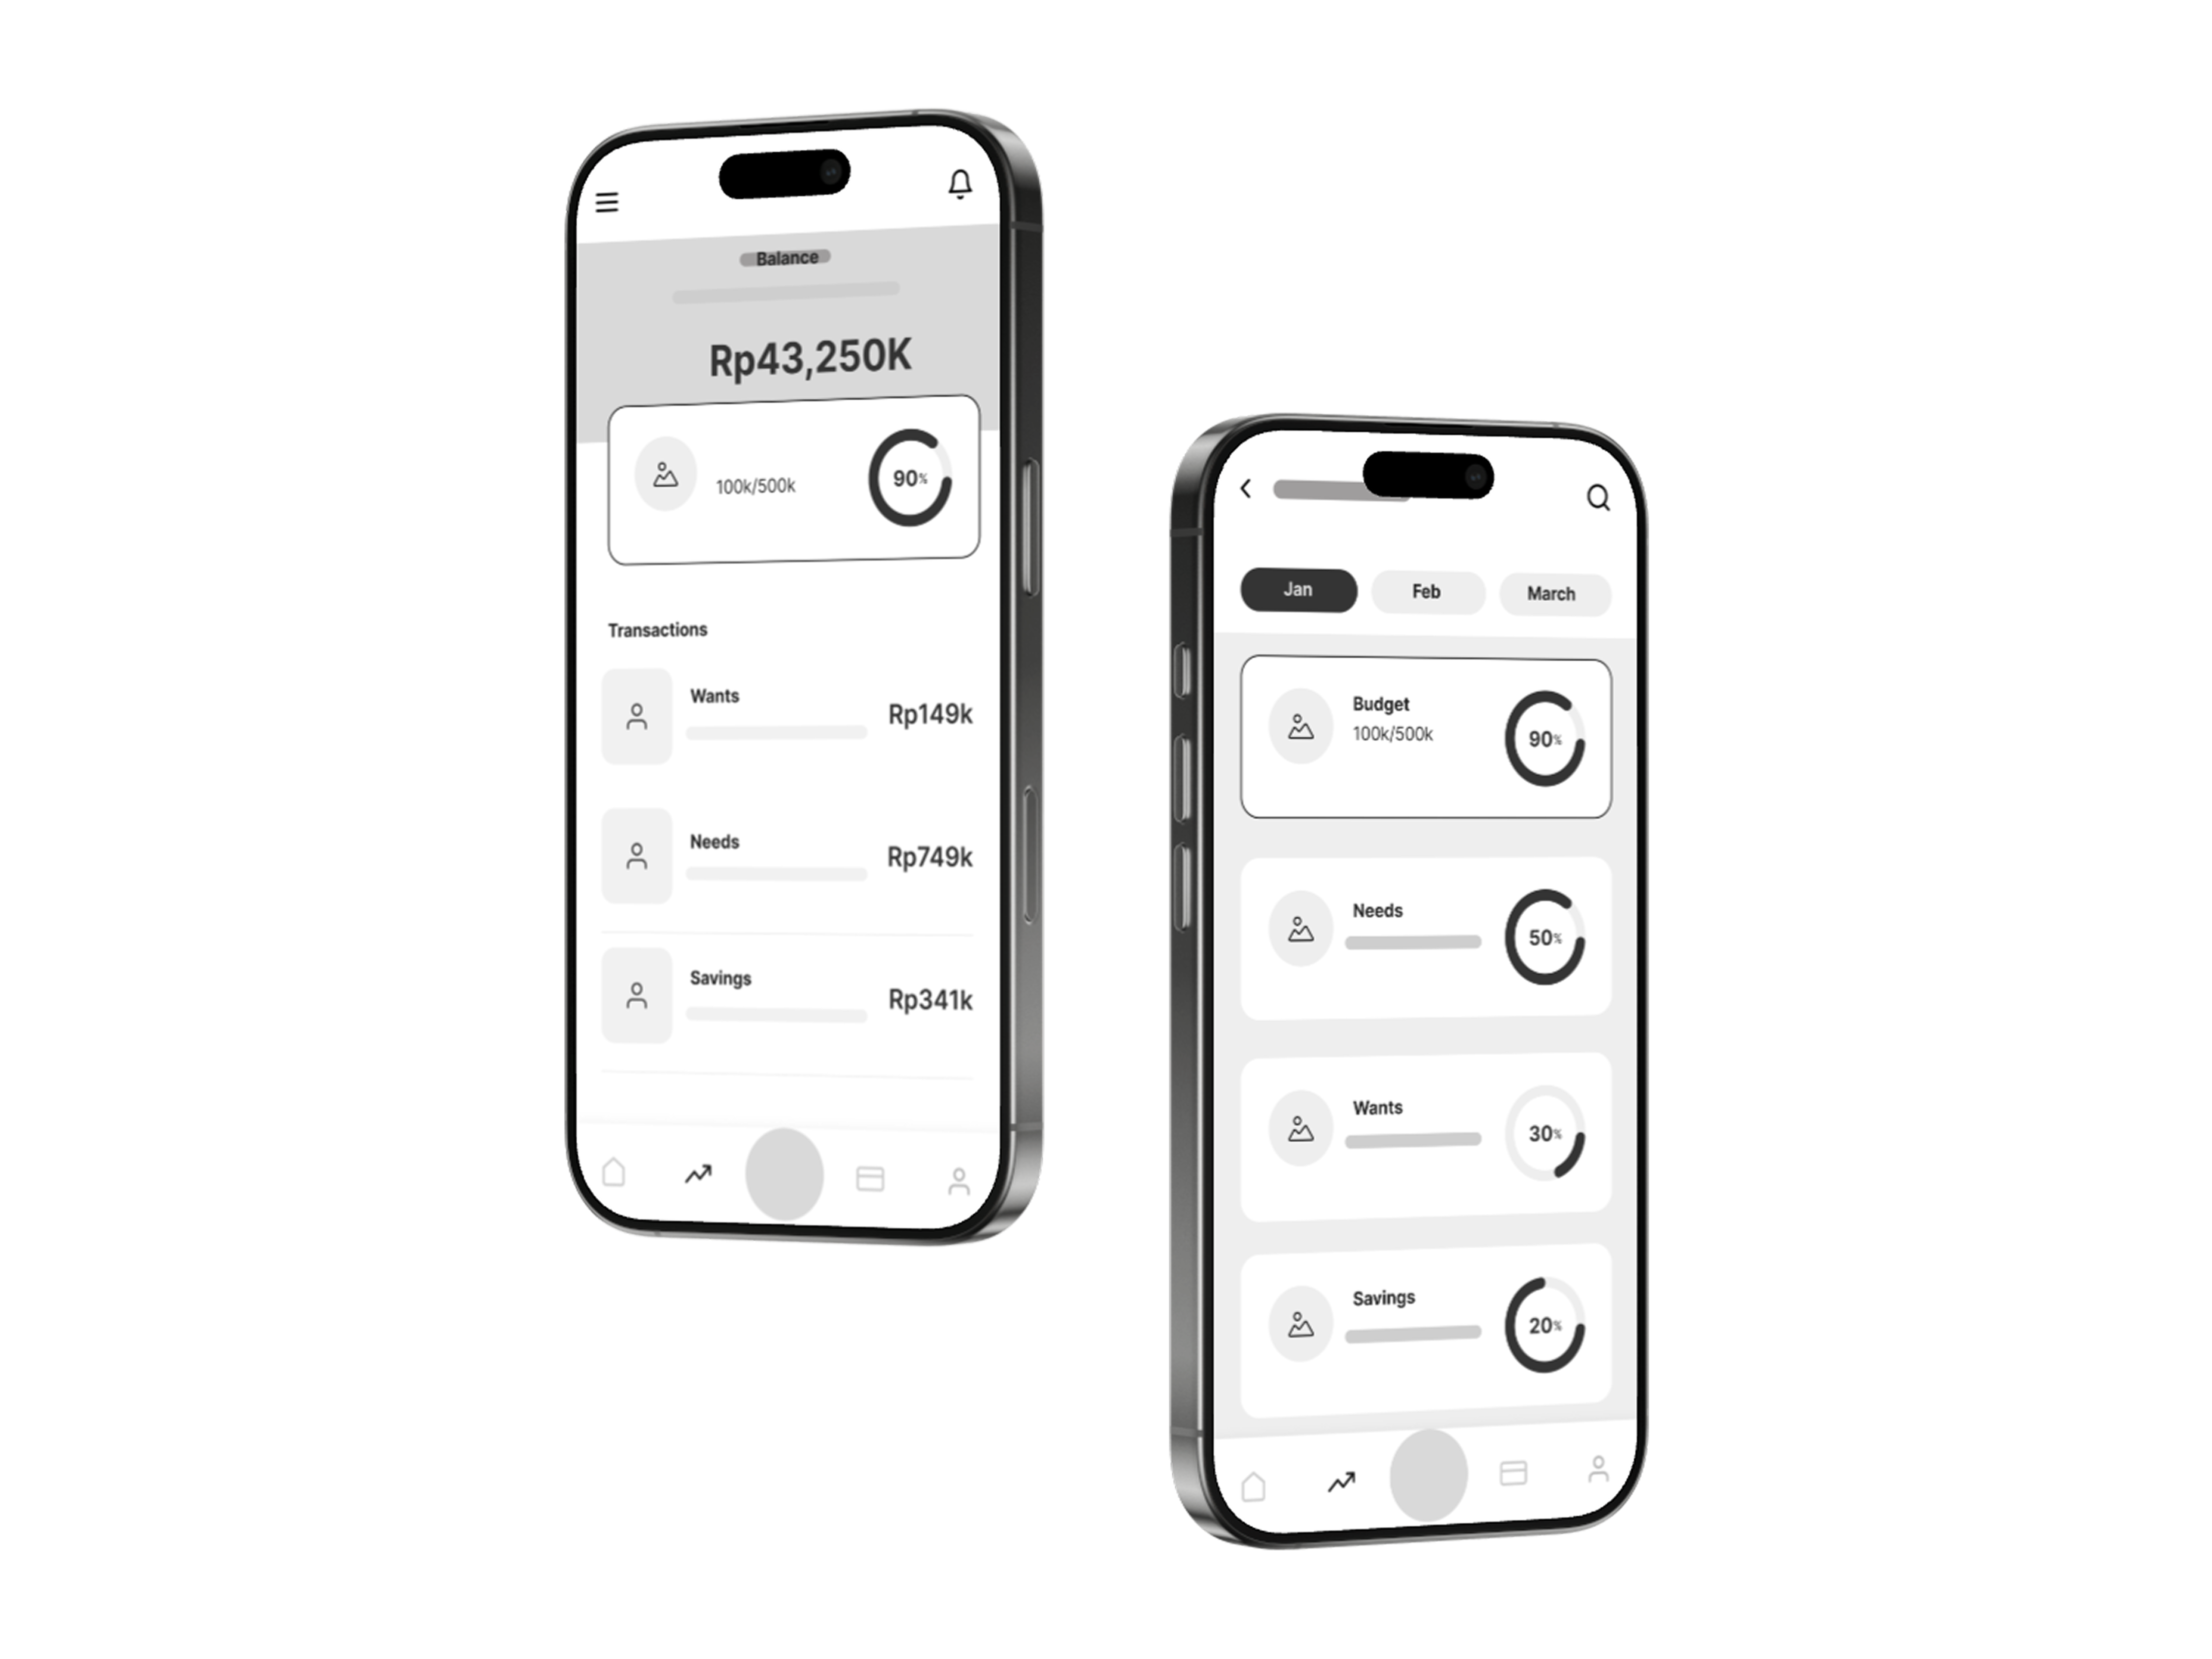 Balance
Rp43,250K
100k/500k
90%
Transactions
Wants
Rp149k
Needs
Rp749k
Savings
Rp341k
Jan
Feb
March
Budget
100k/500k
90%
Needs
50%
Wants
30%
Savings
20%